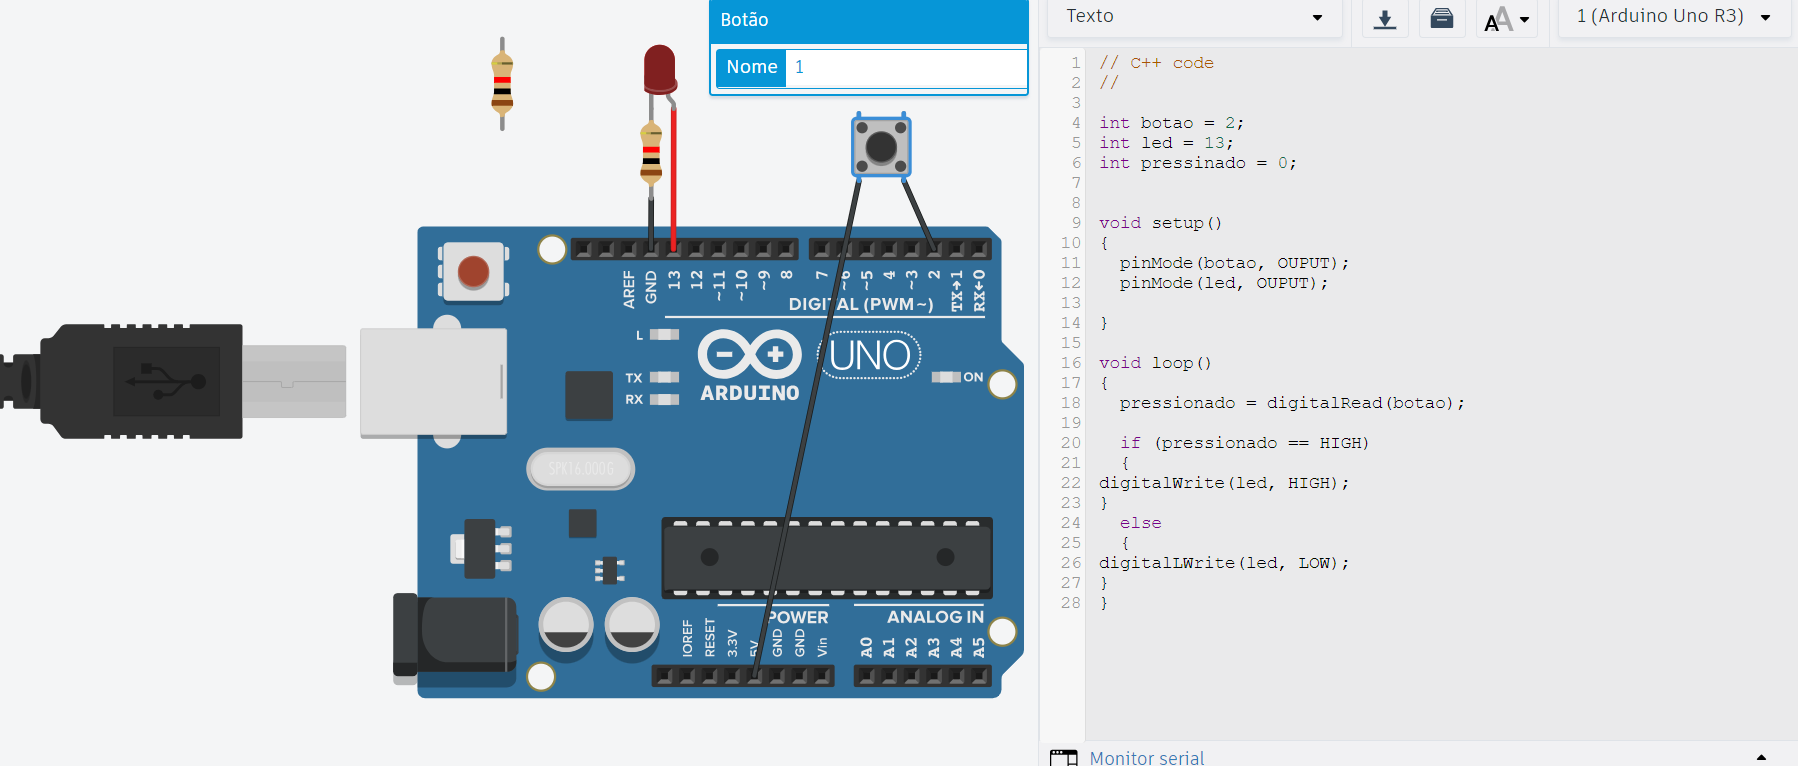 Botão
Nome 1
Texto
1 (Arduino Uno R3)
1 // C++ code
2 //
3
4 int botao = 2;
5 int led = 13;
6 int pressinado = 0;
7
8
9 void setup()
10 {
11 pinMode(botao, OUPUT);
12 pinMode(led, OUPUT);
13
14 }
15
16 void loop()
17 {
18 pressionado = digitalRead(botao);
19
20 if (pressionado == HIGH)
21 {
22 digitalWrite(led, HIGH);
23 }
24 else
25 {
26 digitalLWrite(led, LOW);
27 }
28 }
Monitor serial
AREF GND 13 12 ~11 ~10 ~9 8 7 ~6 ~5 4 ~3 2 TX→1 RX←0
DIGITAL (PWM~)
L
TX
RX
ARDUINO
UNO
ON
SPK16.000G
POWER
ANALOG IN
IOREF RESET 3.3V 5V GND GND Vin A0 A1 A2 A3 A4 A5